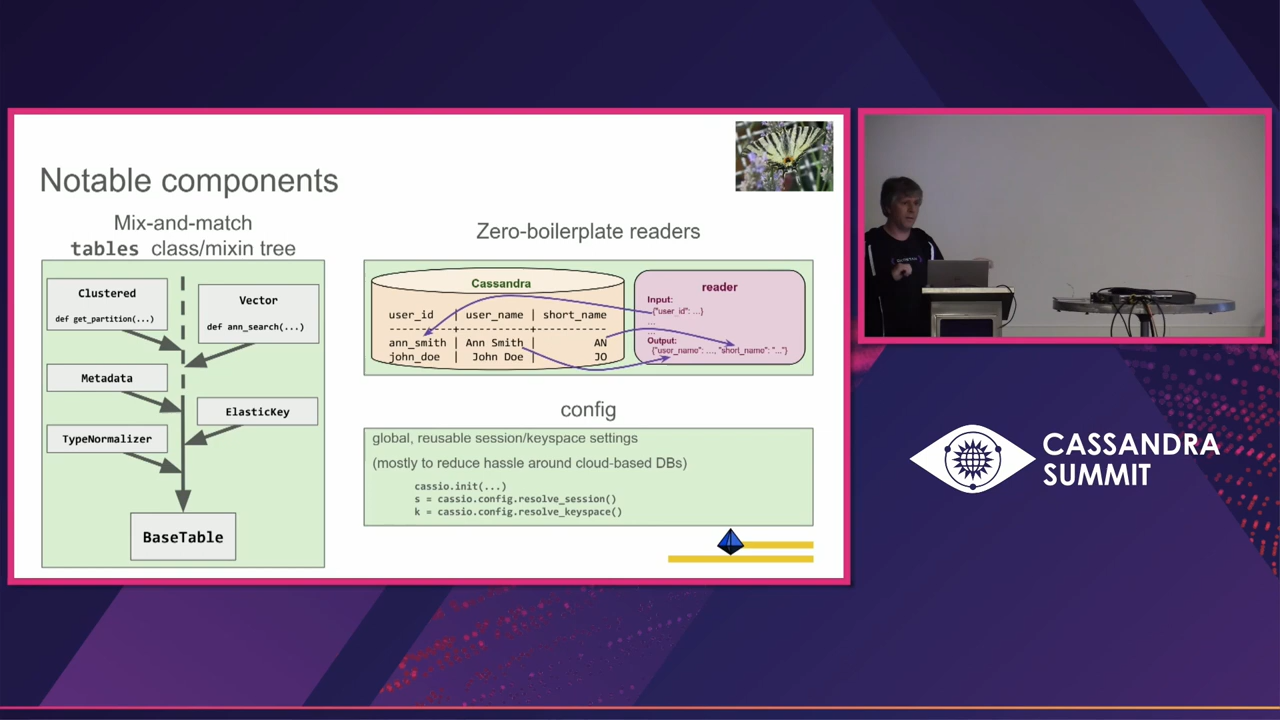 Notable components
Mix-and-match
tables class/mixin tree
Clustered
def get_partition(...)
Vector
def ann_search(...)
Metadata
ElasticKey
TypeNormalizer
BaseTable
Zero-boilerplate readers
Cassandra
user_id | user_name | short_name
---------+-----------+-----------
ann_smith | Ann Smith | AN
john_doe | John Doe | JO
reader
Input:
{"user_id": ...}
...
...
Output:
{"user_name": ..., "short_name": "..."}
config
global, reusable session/keyspace settings
(mostly to reduce hassle around cloud-based DBs)
cassio.init(...)
s = cassio.config.resolve_session()
k = cassio.config.resolve_keyspace()
CASSANDRA
SUMMIT